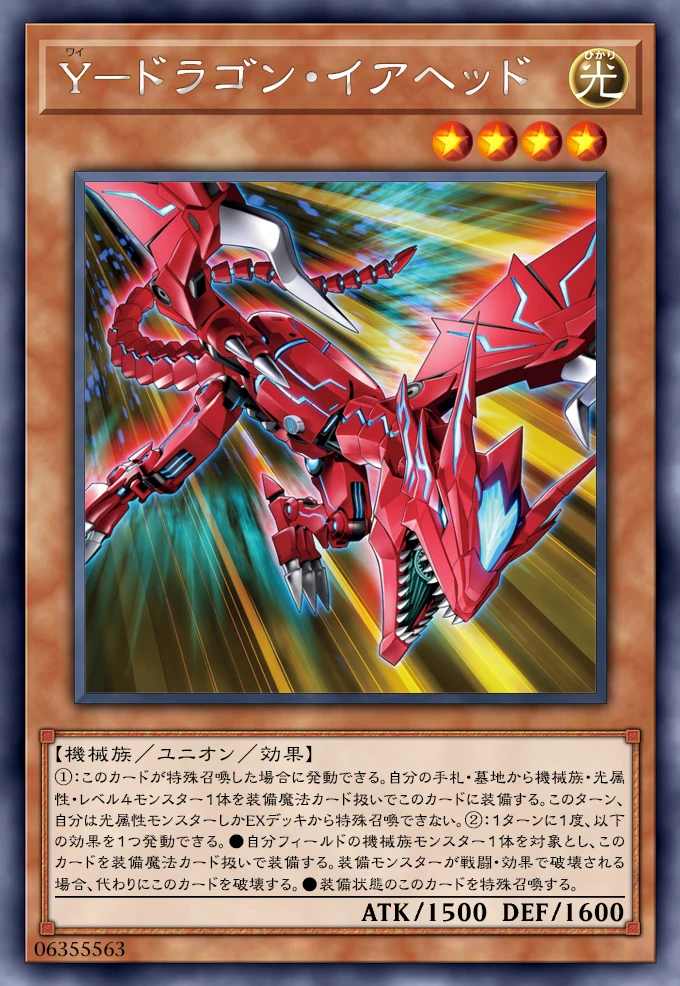 ワイ
Y－ドラゴン・イアヘッド
ひかり
光
【機械族／ユニオン／効果】
①：このカードが特殊召喚した場合に発動できる。自分の手札・墓地から機械族・光属
性・レベル４モンスター１体を装備魔法カード扱いでこのカードに装備する。このターン、
自分は光属性モンスターしかEXデッキから特殊召喚できない。②：１ターンに１度、以下
の効果を１つ発動できる。●自分フィールドの機械族モンスター１体を対象とし、この
カードを装備魔法カード扱いで装備する。装備モンスターが戦闘・効果で破壊される
場合、代わりにこのカードを破壊する。●装備状態のこのカードを特殊召喚する。
ATK/1500 DEF/1600
06355563